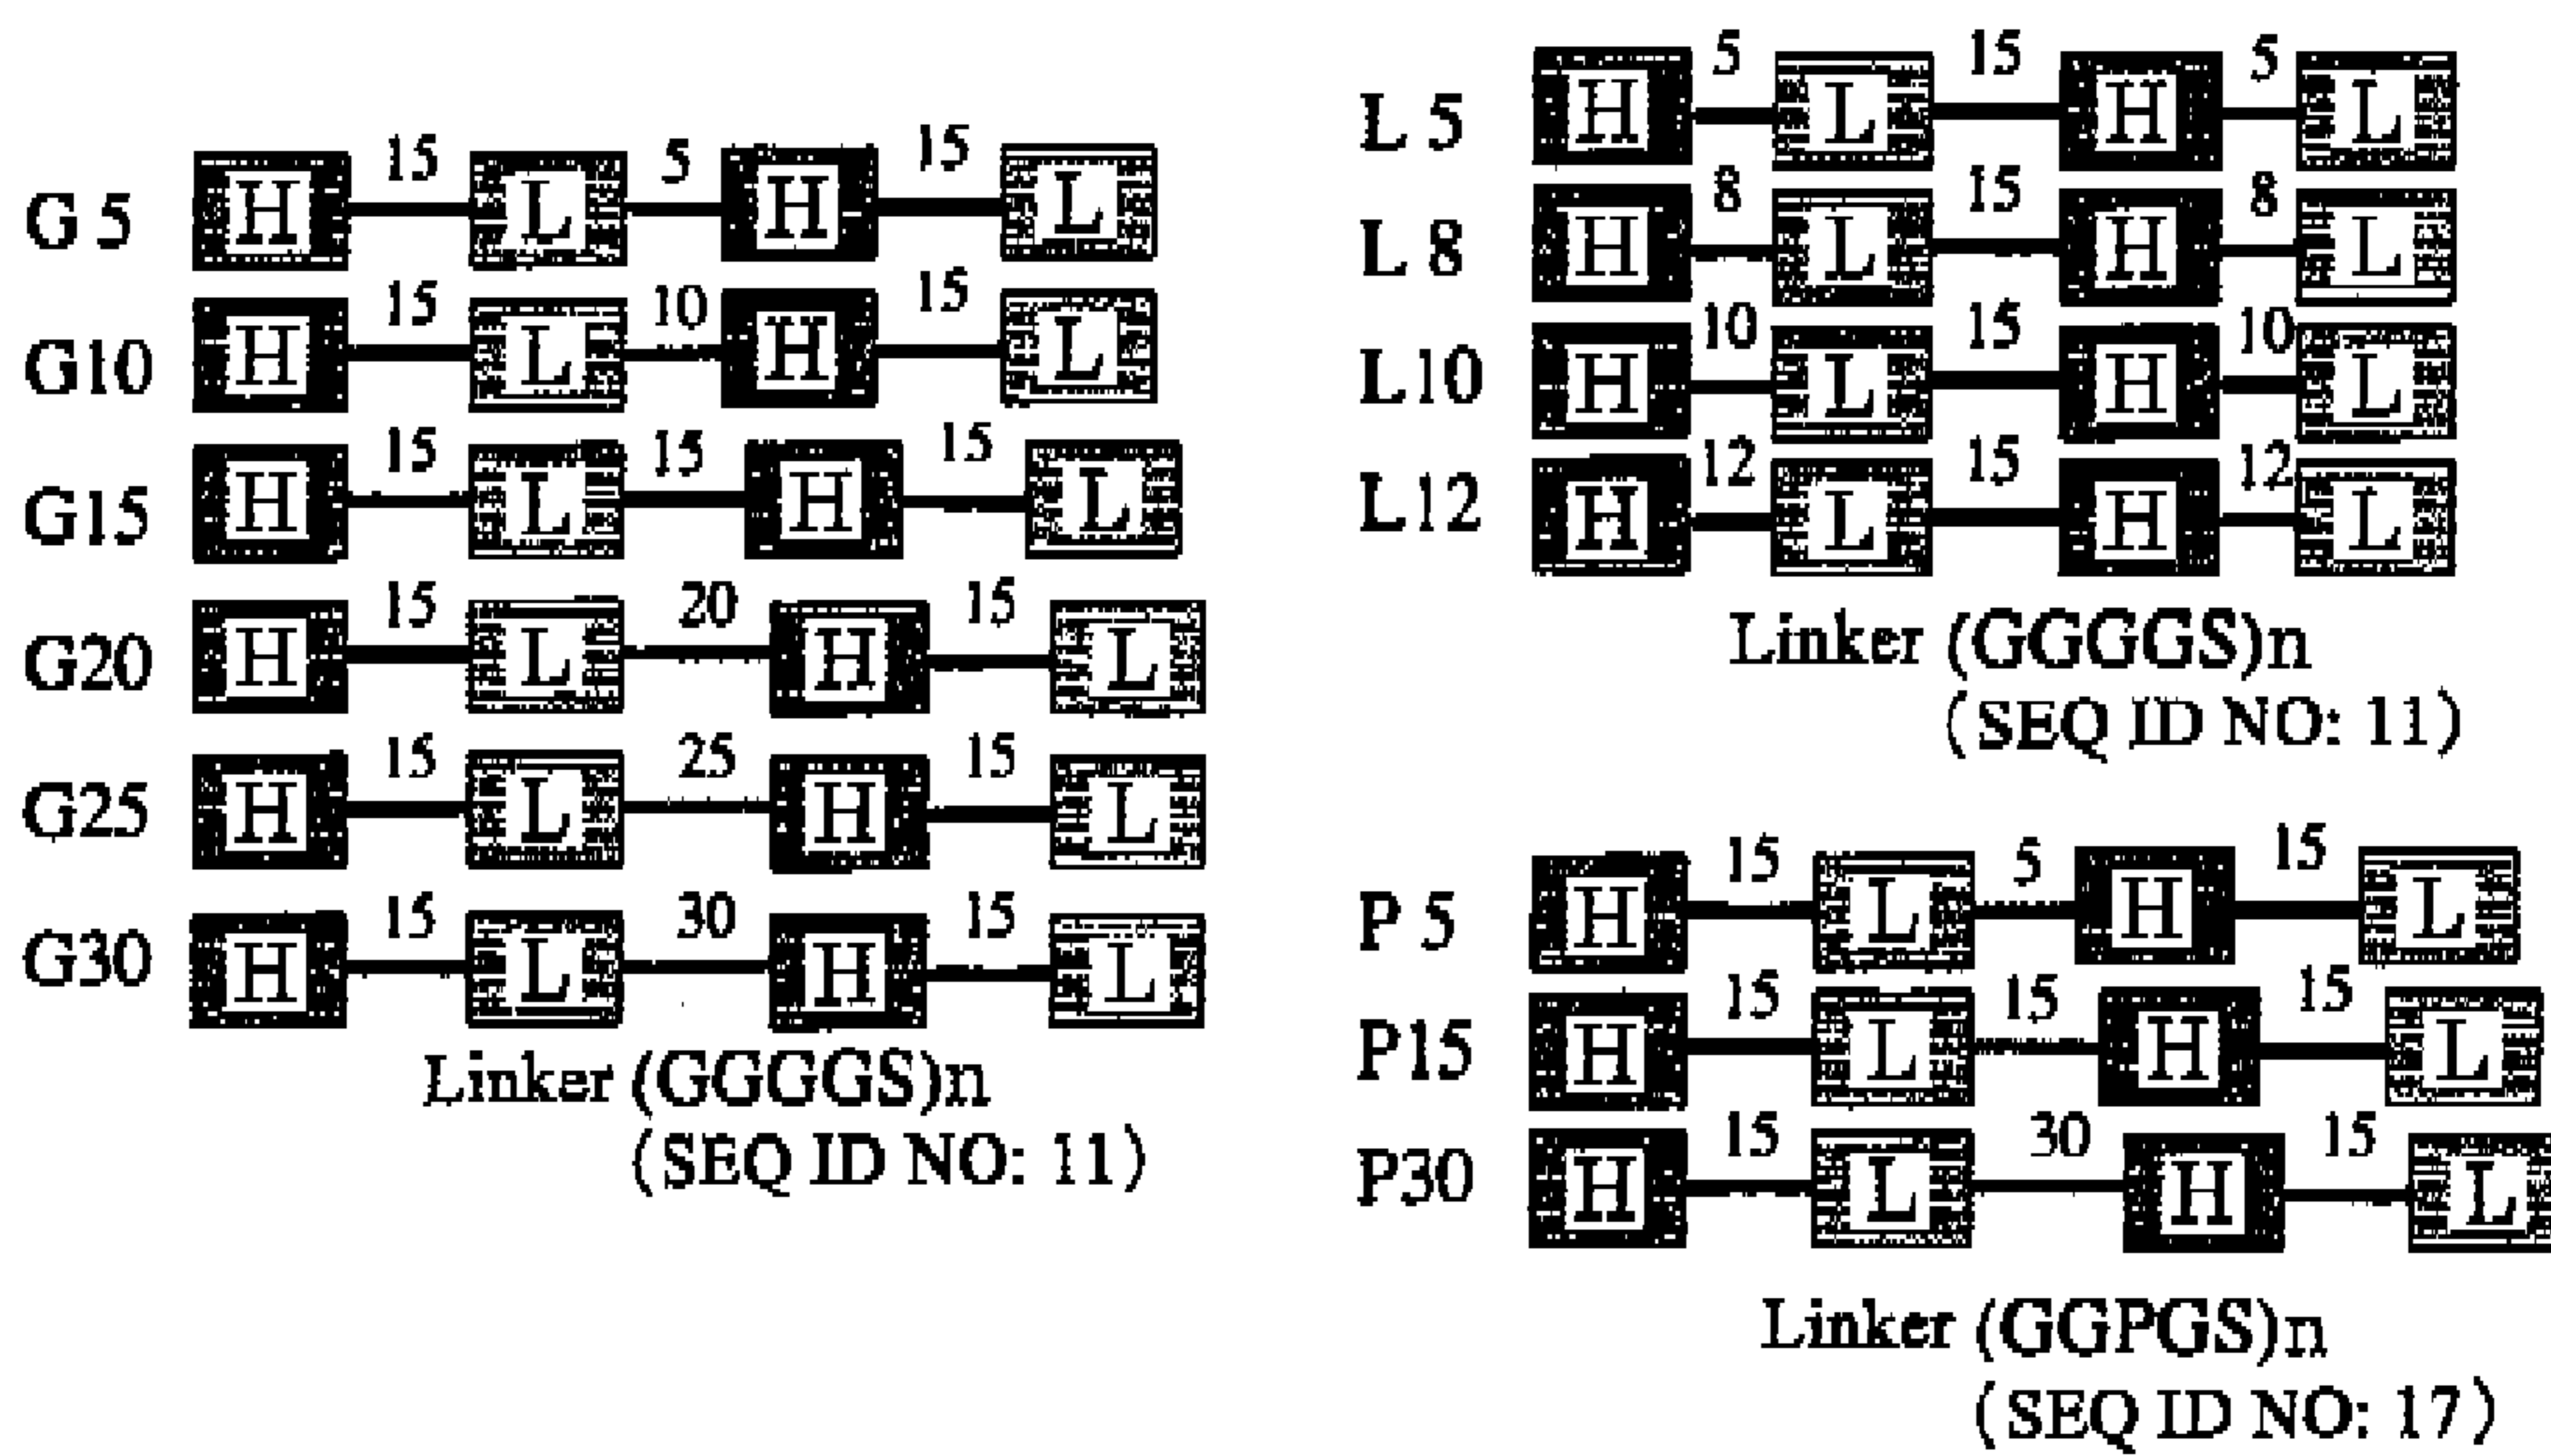 15 5 15
G 5 H L H L
15 10 15
G10 H L H L
15 15 15
G15 H L H L
15 20 15
G20 H L H L
15 25 15
G25 H L H L
15 30 15
G30 H L H L
Linker (GGGGS)n
(SEQ ID NO: 11)
5 15 5
L 5 H L H L
8 15 8
L 8 H L H L
10 15 10
L10 H L H L
12 15 12
L12 H L H L
Linker (GGGGS)n
(SEQ ID NO: 11)
15 5 15
P 5 H L H L
15 15 15
P15 H L H L
15 30 15
P30 H L H L
Linker (GGPGS)n
(SEQ ID NO: 17)